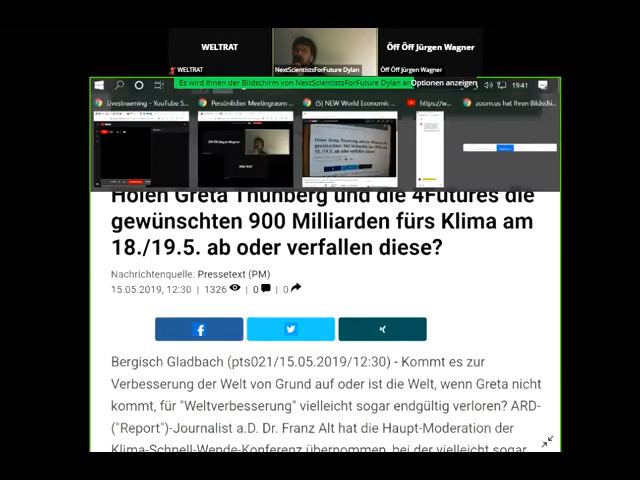 WELTRAT
WELTRAT
NextScientistsForFuture Dylan
Öff Öff Jürgen Wagner
Öff Öff Jürgen Wagner
Es wird Ihnen der Bildschirm von NextScientistsForFuture Dylan an
Optionen anzeigen
19:41
Livestreaming - YouTube S...
Persönlichen Meetingraum ...
(5) NEW World Economic ...
https://w...
zoom.us hat Ihren Bildschi...
Holen Greta Thunberg und die 4Futures die
gewünschten 900 Milliarden fürs Klima am
18./19.5. ab oder verfallen diese?
Nachrichtenquelle: Pressetext (PM)
15.05.2019, 12:30 | 1326 | 0 | 0
Bergisch Gladbach (pts021/15.05.2019/12:30) - Kommt es zur
Verbesserung der Welt von Grund auf oder ist die Welt, wenn Greta nicht
kommt, für "Weltverbesserung" vielleicht sogar endgültig verloren? ARD-
("Report")-Journalist a.D. Dr. Franz Alt hat die Haupt-Moderation der
Klima-Schnell-Wende-Konferenz übernommen, bei der vielleicht sogar